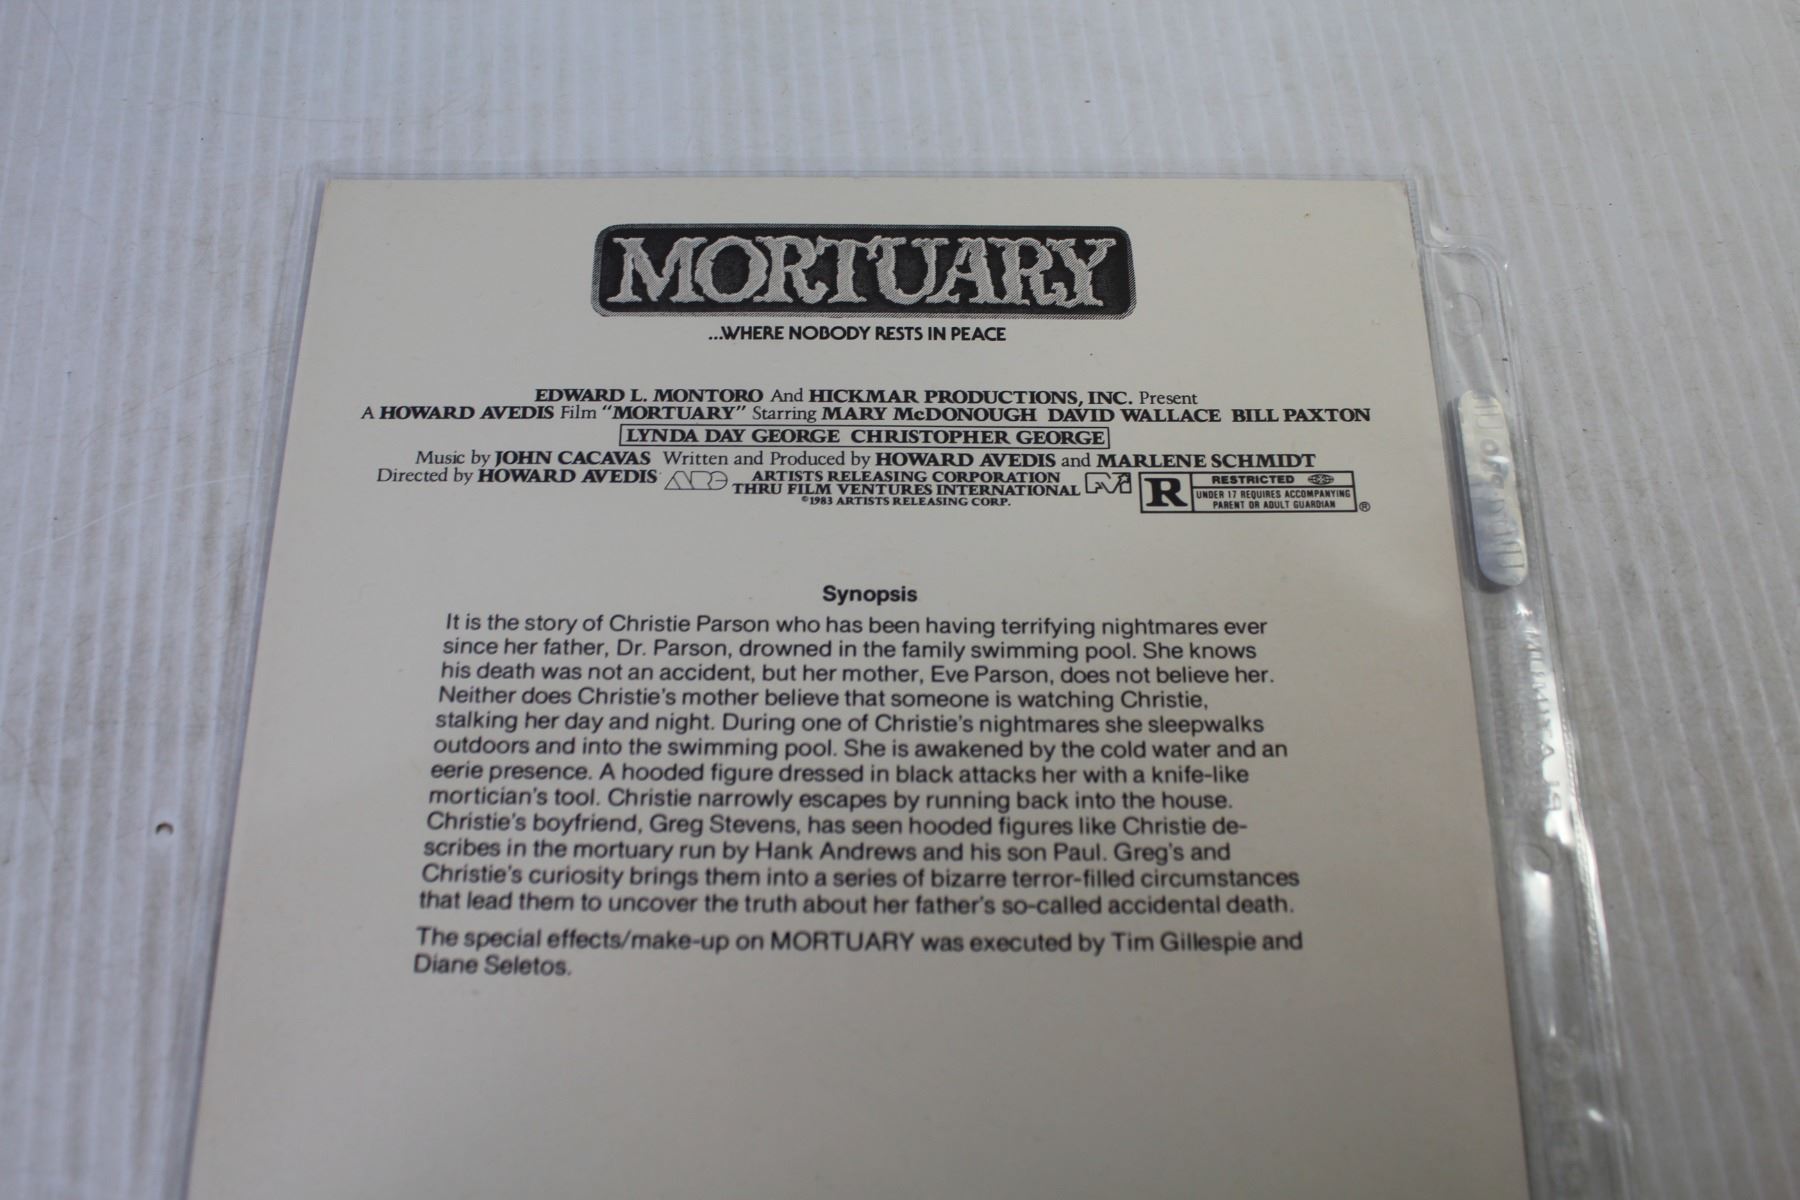 MORTUARY
...WHERE NOBODY RESTS IN PEACE
EDWARD L. MONTORO And HICKMAR PRODUCTIONS, INC. Present
A HOWARD AVEDIS Film "MORTUARY" Starring MARY McDONOUGH DAVID WALLACE BILL PAXTON
LYNDA DAY GEORGE CHRISTOPHER GEORGE
Music by JOHN CACAVAS Written and Produced by HOWARD AVEDIS and MARLENE SCHMIDT
Directed by HOWARD AVEDIS ARTISTS RELEASING CORPORATION
THRU FILM VENTURES INTERNATIONAL
©1983 ARTISTS RELEASING CORP.
R RESTRICTED
UNDER 17 REQUIRES ACCOMPANYING
PARENT OR ADULT GUARDIAN ®
Synopsis
It is the story of Christie Parson who has been having terrifying nightmares ever
since her father, Dr. Parson, drowned in the family swimming pool. She knows
his death was not an accident, but her mother, Eve Parson, does not believe her.
Neither does Christie's mother believe that someone is watching Christie,
stalking her day and night. During one of Christie's nightmares she sleepwalks
outdoors and into the swimming pool. She is awakened by the cold water and an
eerie presence. A hooded figure dressed in black attacks her with a knife-like
mortician's tool. Christie narrowly escapes by running back into the house.
Christie's boyfriend, Greg Stevens, has seen hooded figures like Christie de-
scribes in the mortuary run by Hank Andrews and his son Paul. Greg's and
Christie's curiosity brings them into a series of bizarre terror-filled circumstances
that lead them to uncover the truth about her father's so-called accidental death.
The special effects/make-up on MORTUARY was executed by Tim Gillespie and
Diane Seletos.